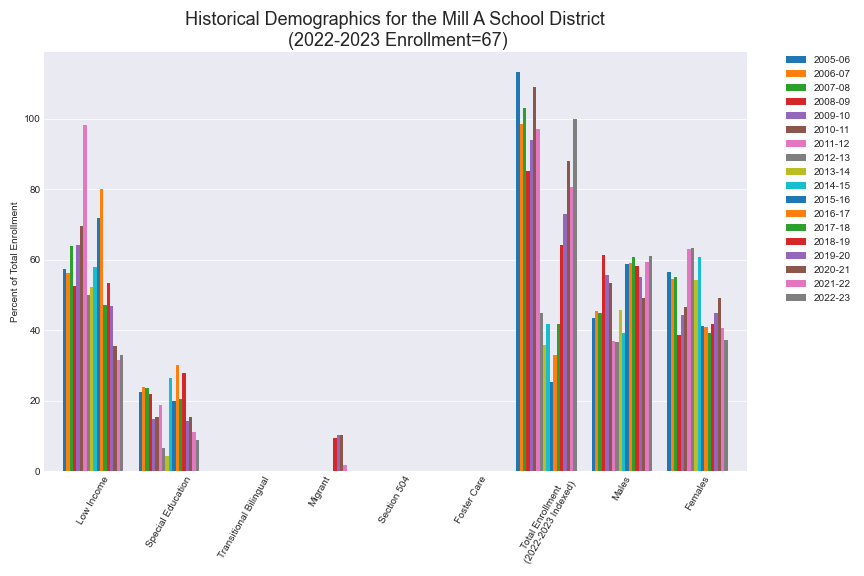 Historical Demographics for the Mill A School District
(2022-2023 Enrollment=67)
Percent of Total Enrollment
100
80
60
40
20
0
Low Income
Special Education
Transitional Bilingual
Migrant
Section 504
Foster Care
Total Enrollment
(2022-2023 Indexed)
Males
Females
2005-06
2006-07
2007-08
2008-09
2009-10
2010-11
2011-12
2012-13
2013-14
2014-15
2015-16
2016-17
2017-18
2018-19
2019-20
2020-21
2021-22
2022-23